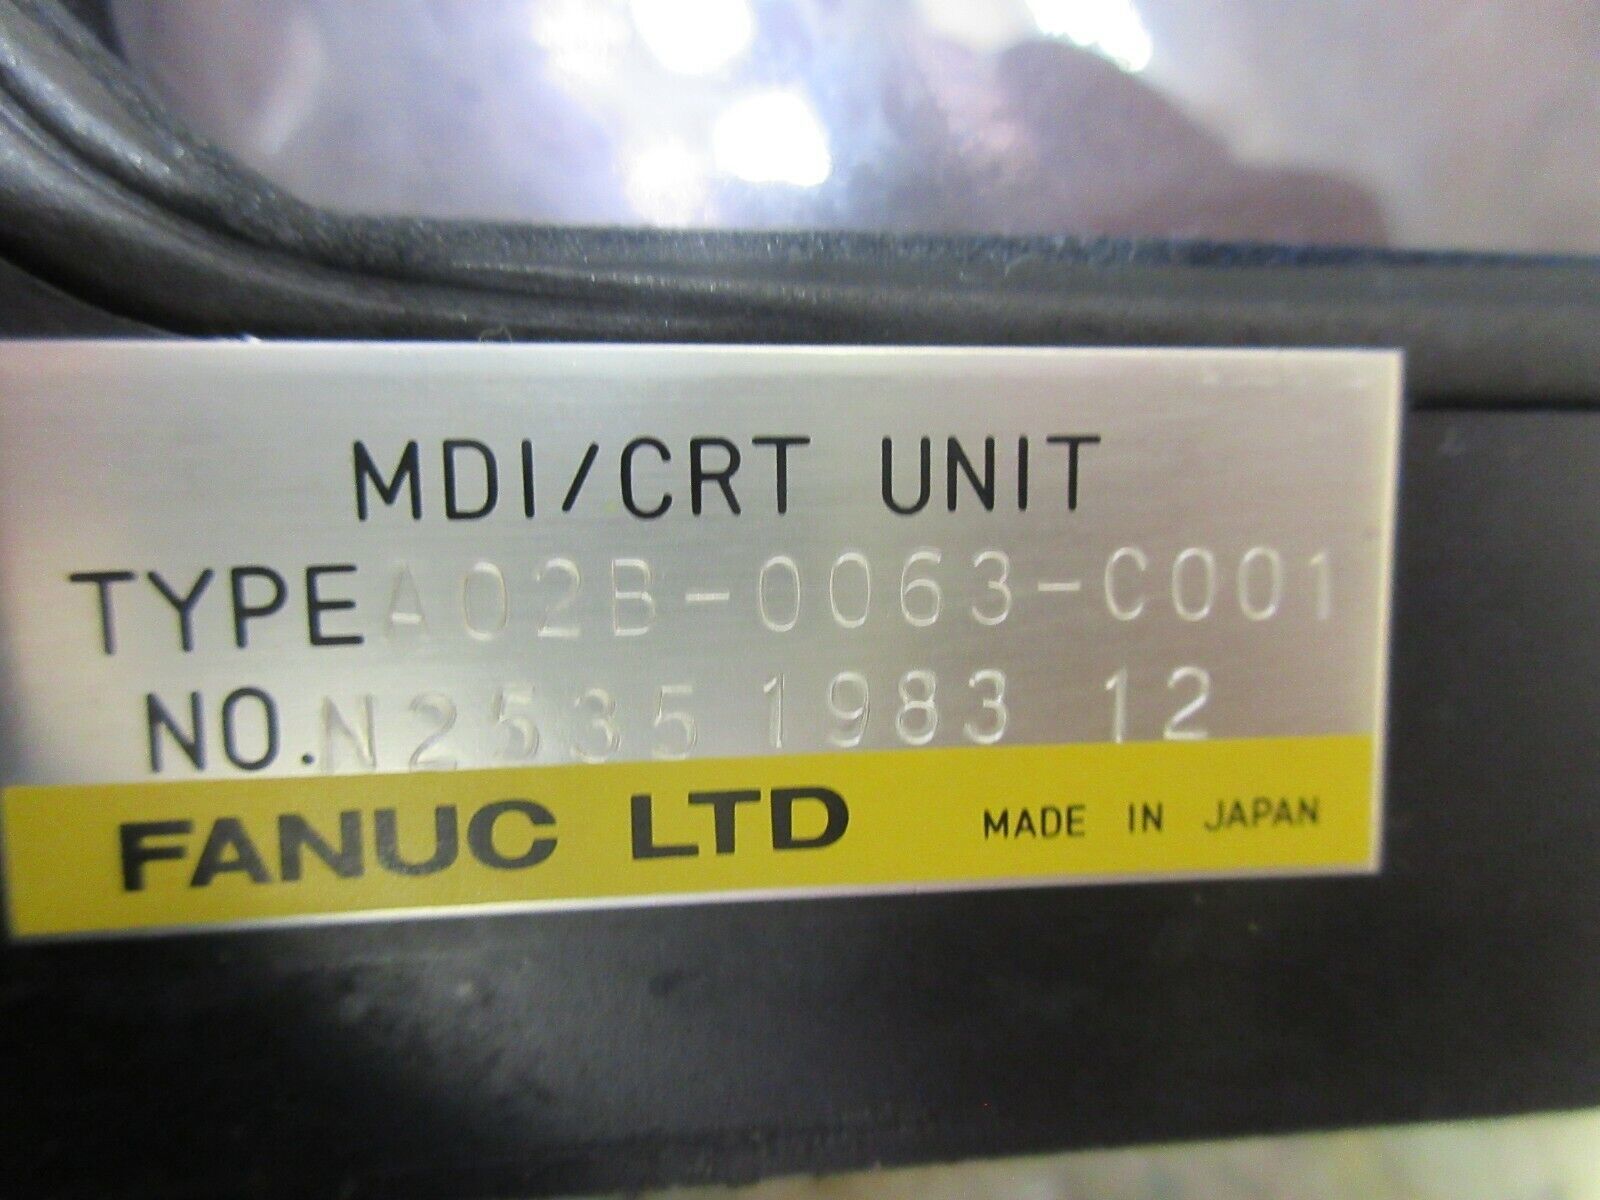 MDI/CRT UNIT
TYPE A02B-0063-C001
NO. N2535 1983 12
FANUC LTD MADE IN JAPAN